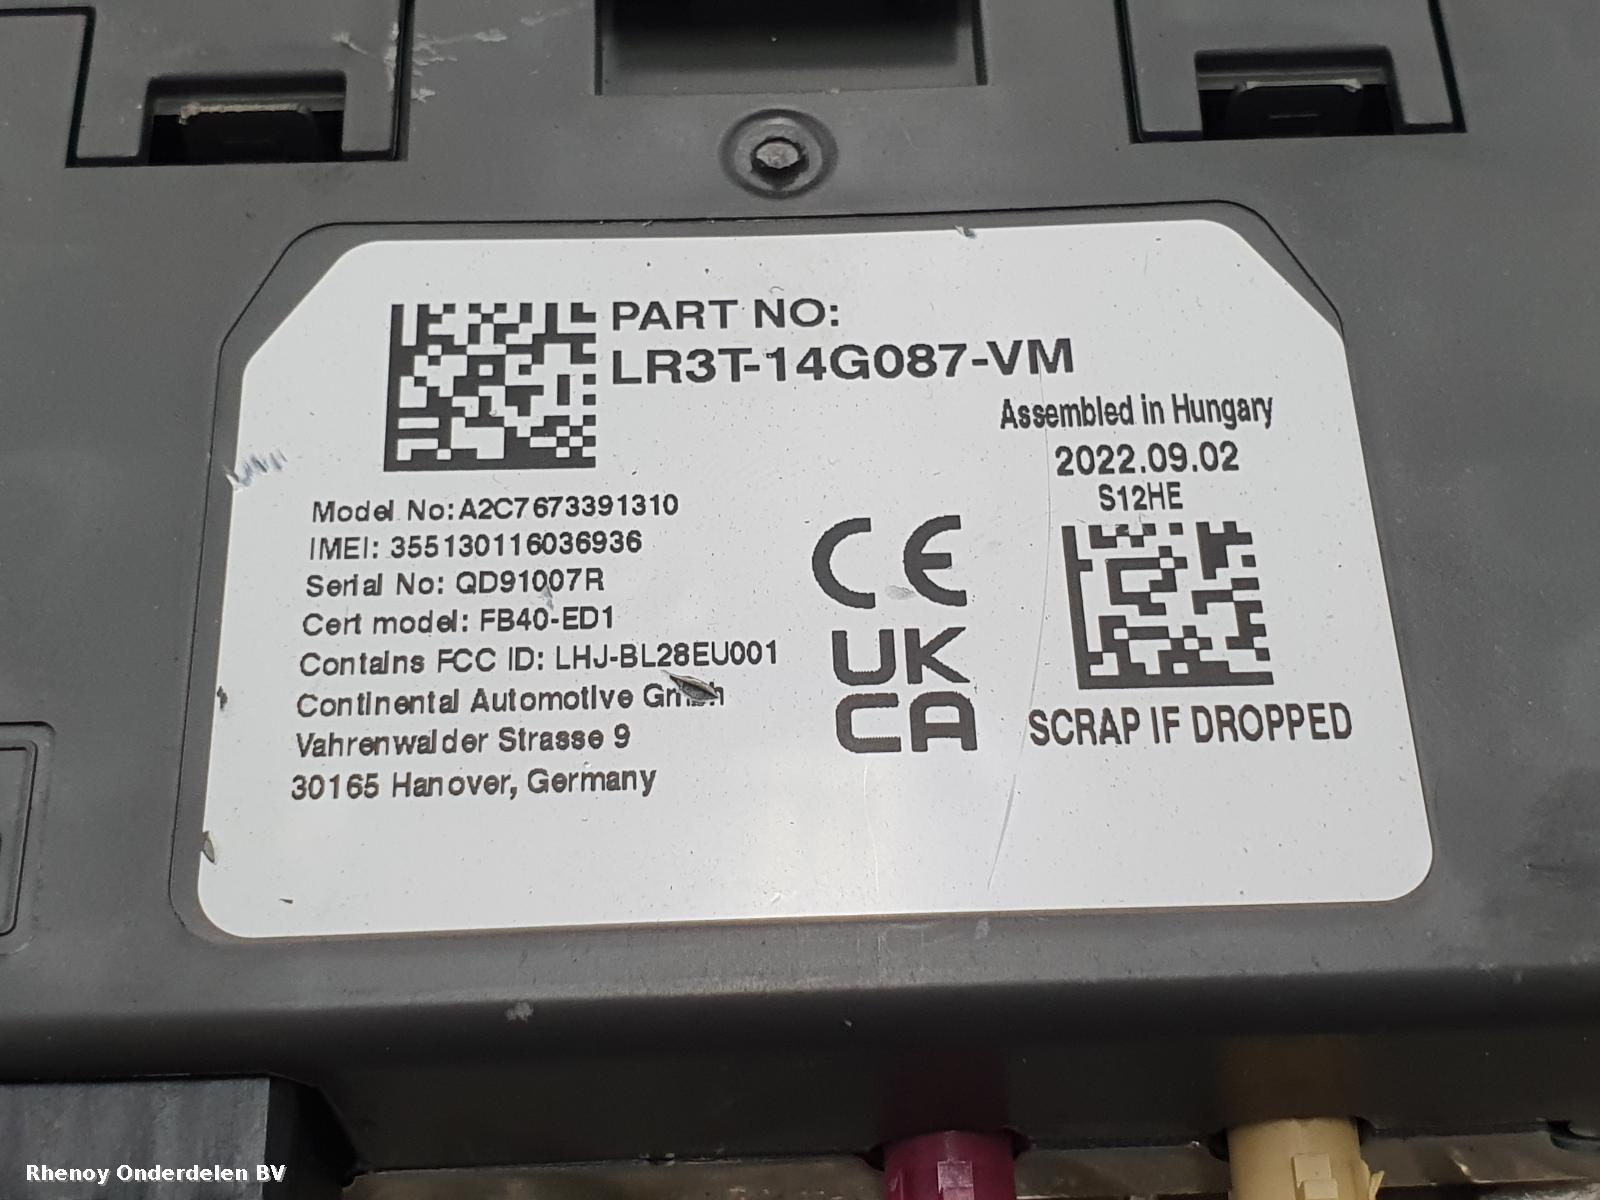 PART NO:
LR3T-14G087-VM
Assembled in Hungary
2022.09.02
S12HE
Model No:A2C7673391310
IMEI: 355130116036936
Serial No: QD91007R
Cert model: FB40-ED1
Contains FCC ID: LHJ-BL28EU001
Continental Automotive GmbH
Vahrenwalder Strasse 9
30165 Hanover, Germany
CE
UK
CA
SCRAP IF DROPPED
Rhenoy Onderdelen BV